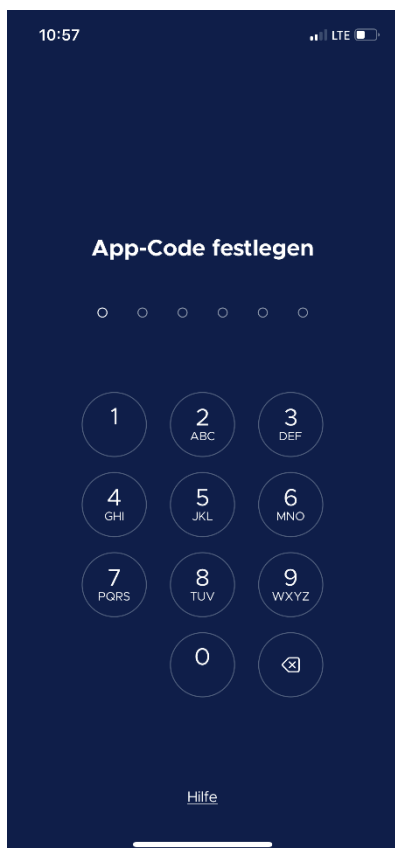 10:57 LTE
App-Code festlegen
1 2 3
ABC DEF
4 5 6
GHI JKL MNO
7 8 9
PQRS TUV WXYZ
0
Hilfe